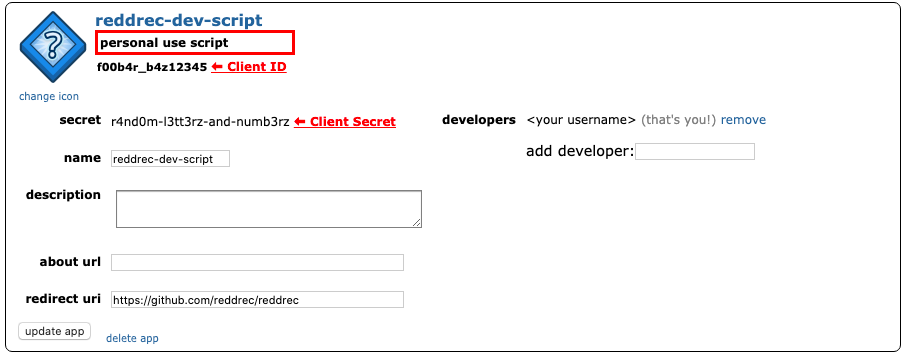 reddrec-dev-script
personal use script
f00b4r_b4z12345 ⬅ Client ID
change icon
secret r4nd0m-l3tt3rz-and-numb3rz ⬅ Client Secret
developers <your username> (that's you!) remove
add developer:
name reddrec-dev-script
description
about url
redirect uri https://github.com/reddrec/reddrec
update app delete app